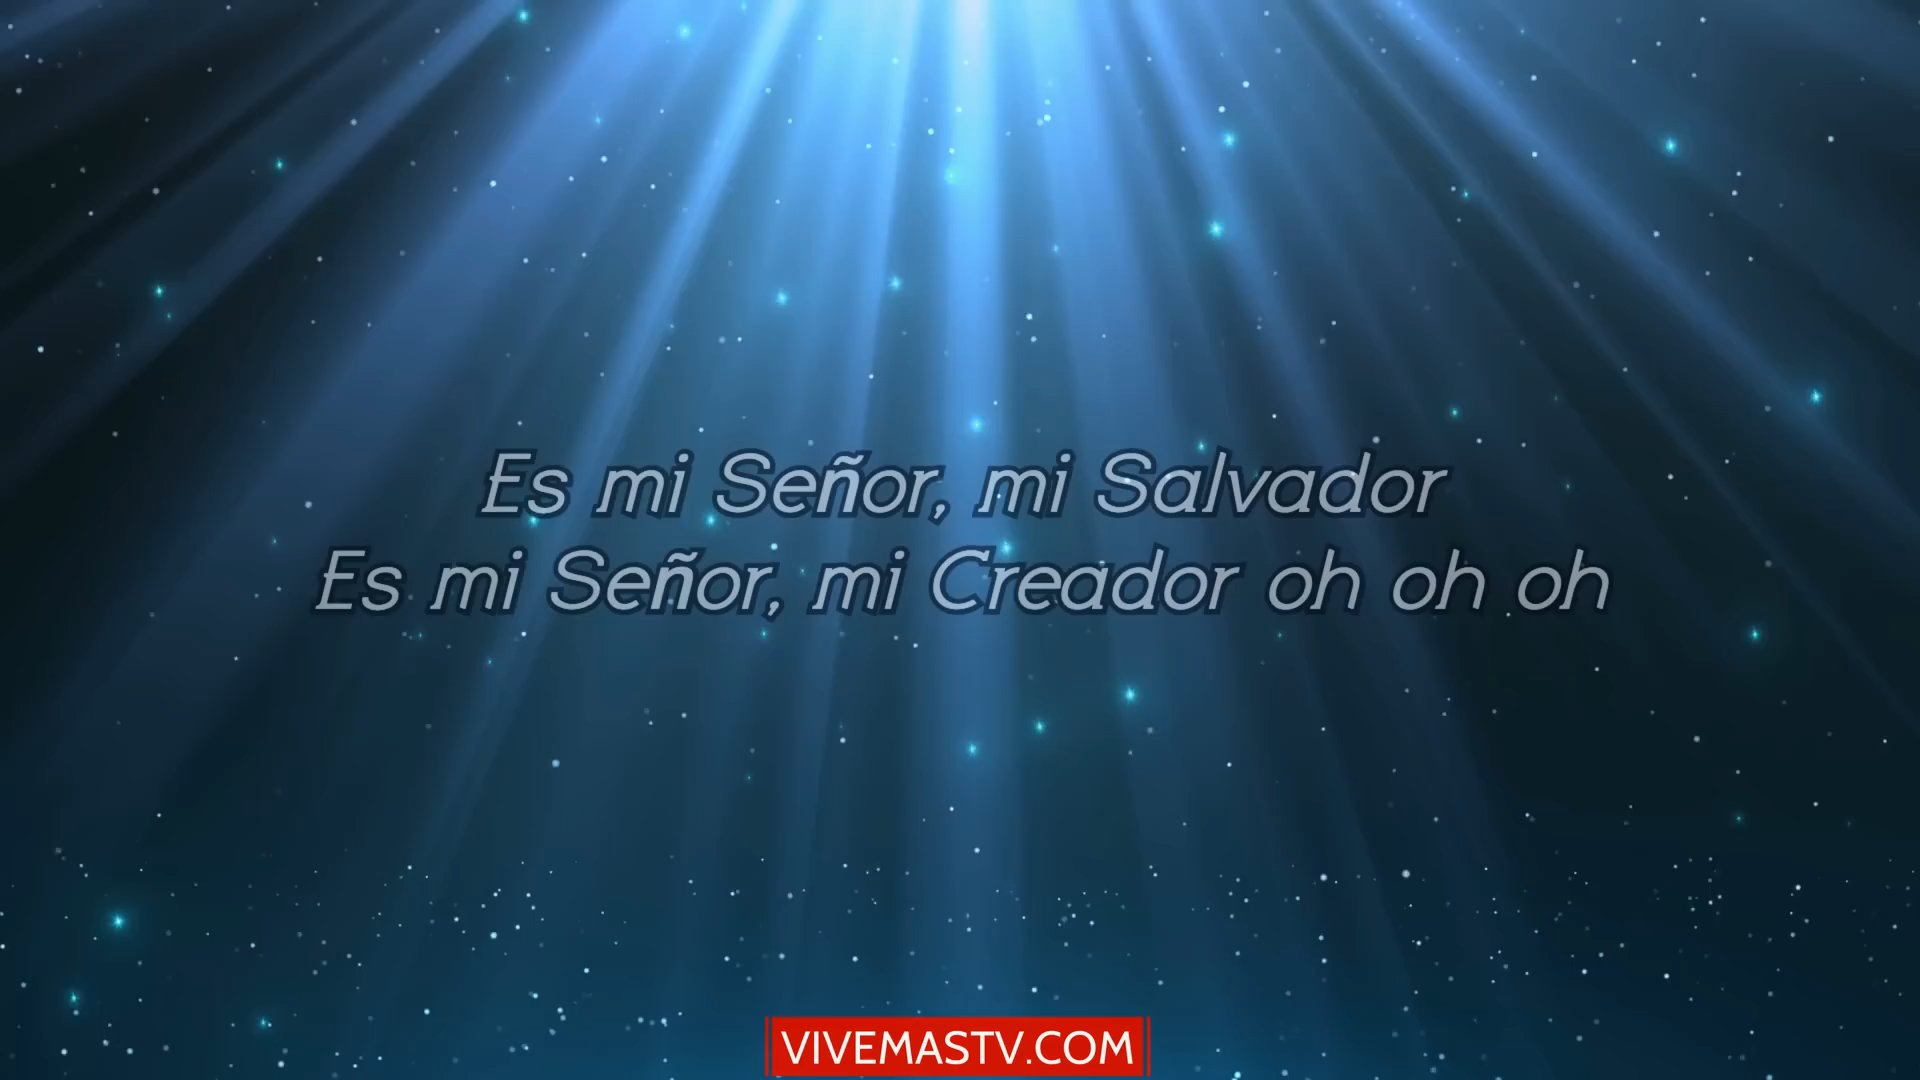 Es mi Señor, mi Salvador
Es mi Señor, mi Creador oh oh oh
VIVEMASTV.COM